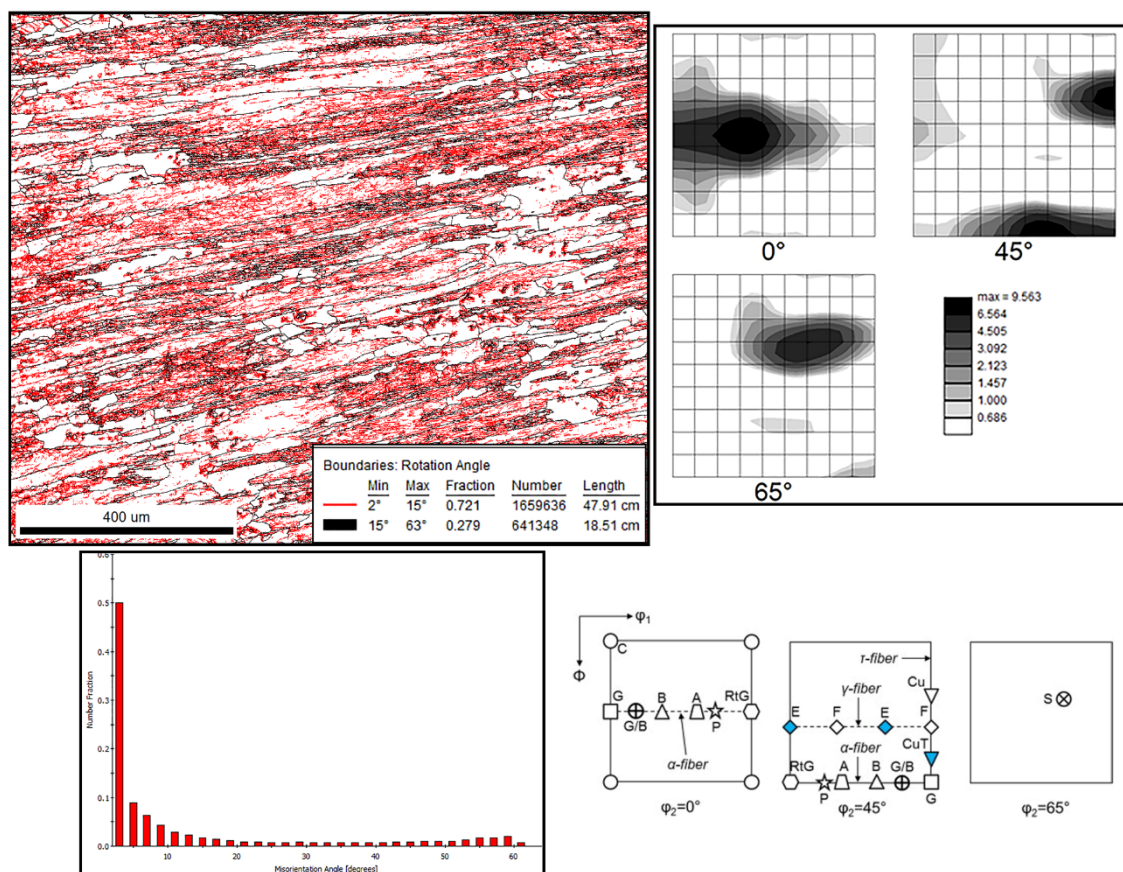 Boundaries: Rotation Angle
Min Max Fraction Number Length
2° 15° 0.721 1659636 47.91 cm
15° 63° 0.279 641348 18.51 cm
400 um
0°
45°
65°
max = 9.563
6.564
4.505
3.092
2.123
1.457
1.000
0.686
Number Fraction
0.6
0.5
0.4
0.3
0.2
0.1
0.0
10 20 30 40 50 60
Misorientation Angle [degrees]
φ1
Φ
C
G
B
A
RtG
G/B
P
α-fiber
φ2=0°
τ-fiber
Cu
γ-fiber
E
F
E
F
CuT
α-fiber
RtG
A
B
G/B
P
G
φ2=45°
S
φ2=65°